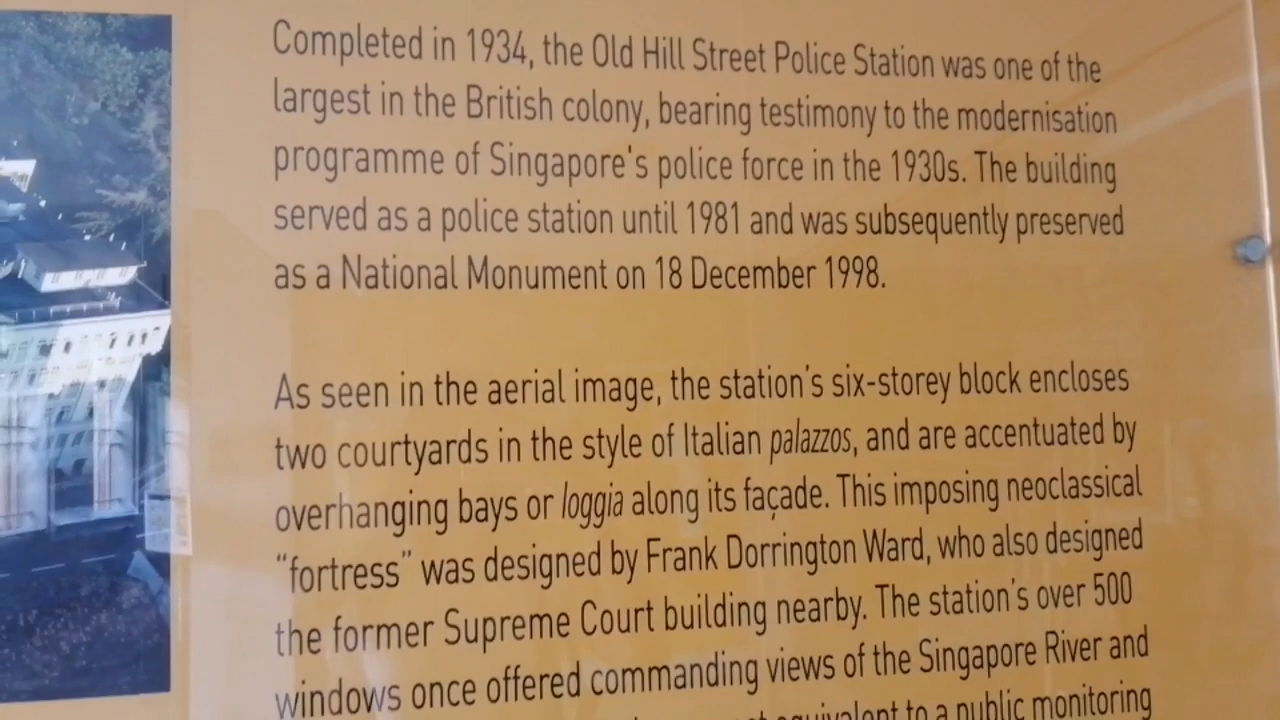 Completed in 1934, the Old Hill Street Police Station was one of the
largest in the British colony, bearing testimony to the modernisation
programme of Singapore's police force in the 1930s. The building
served as a police station until 1981 and was subsequently preserved
as a National Monument on 18 December 1998.
As seen in the aerial image, the station's six-storey block encloses
two courtyards in the style of Italian palazzos, and are accentuated by
overhanging bays or loggia along its façade. This imposing neoclassical
“fortress” was designed by Frank Dorrington Ward, who also designed
the former Supreme Court building nearby. The station's over 500
windows once offered commanding views of the Singapore River and
equivalent to a public monitoring